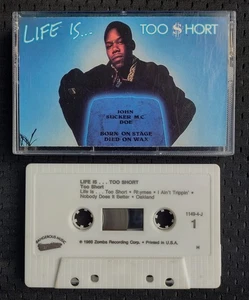 LIFE IS... TOO $HORT
JOHN
SUCKER M.C.
DOE
BORN ON STAGE
DIED ON WAX
LIFE IS . . . TOO SHORT
Too Short
Life Is . . . Too Short • Rhymes • I Ain't Trippin' •
Nobody Does It Better • Oakland
1149-4-J
1
© 1988 Zomba Recording Corp. • Printed in U.S.A.